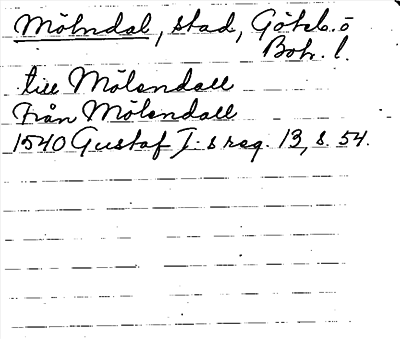 Mölndal, stad, Göteb. o
Boh. l.
till Mölendall
Från Mölendall
1540 Gustaf I:s reg. 13, s. 54.